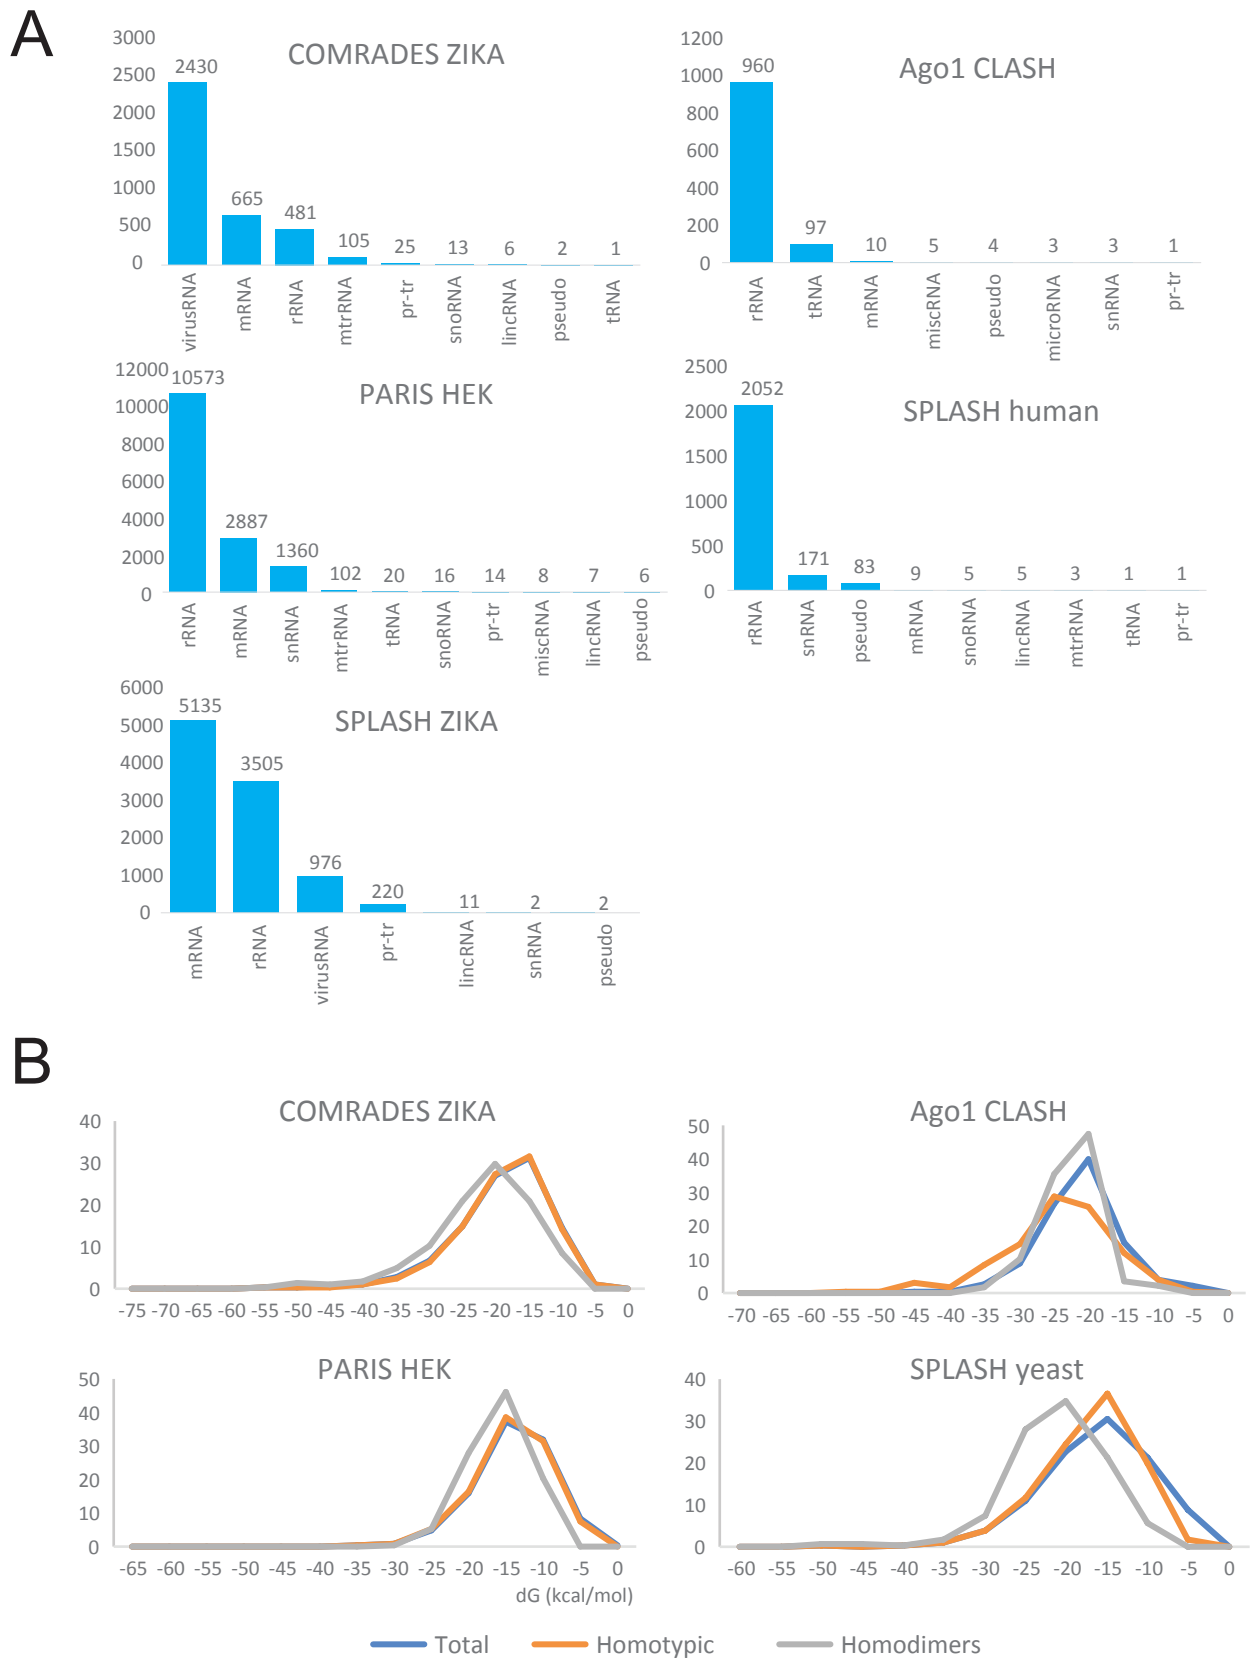 A
COMRADES ZIKA
3000
2500
2000
1500
1000
500
0
2430
665
481
105
25
13
6
2
1
virusRNA
mRNA
rRNA
mtrRNA
pr-tr
snoRNA
lincRNA
pseudo
tRNA
Ago1 CLASH
1200
1000
800
600
400
200
0
960
97
10
5
4
3
3
1
rRNA
tRNA
mRNA
miscRNA
pseudo
microRNA
snRNA
pr-tr
PARIS HEK
12000
10000
8000
6000
4000
2000
0
10573
2887
1360
102
20
16
14
8
7
6
rRNA
mRNA
snRNA
mtrRNA
tRNA
snoRNA
pr-tr
miscRNA
lincRNA
pseudo
SPLASH human
2500
2000
1500
1000
500
0
2052
171
83
9
5
5
3
1
1
rRNA
snRNA
pseudo
mRNA
snoRNA
lincRNA
mtrRNA
tRNA
pr-tr
SPLASH ZIKA
6000
5000
4000
3000
2000
1000
0
5135
3505
976
220
11
2
2
mRNA
rRNA
virusRNA
pr-tr
lincRNA
snRNA
pseudo
B
COMRADES ZIKA
40
30
20
10
0
-75 -70 -65 -60 -55 -50 -45 -40 -35 -30 -25 -20 -15 -10 -5 0
Ago1 CLASH
50
40
30
20
10
0
-70 -65 -60 -55 -50 -45 -40 -35 -30 -25 -20 -15 -10 -5 0
PARIS HEK
50
40
30
20
10
0
-65 -60 -55 -50 -45 -40 -35 -30 -25 -20 -15 -10 -5 0
dG (kcal/mol)
SPLASH yeast
40
30
20
10
0
-60 -55 -50 -45 -40 -35 -30 -25 -20 -15 -10 -5 0
Total Homotypic Homodimers